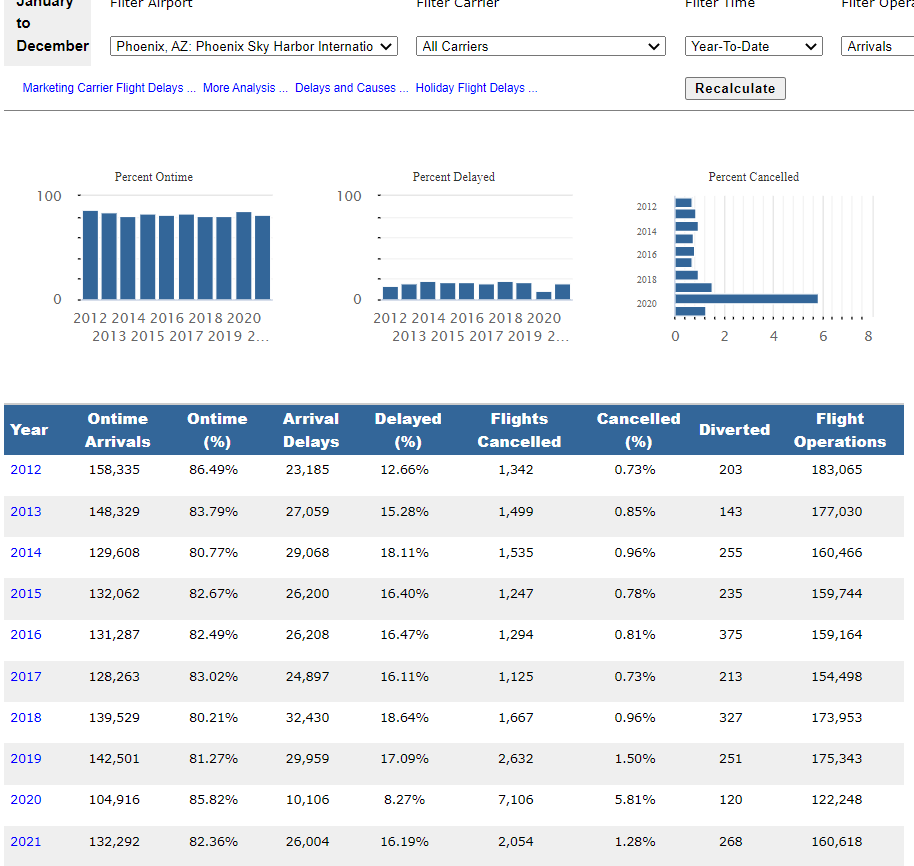 January
to
December
Filter Airport
Filter Carrier
Filter Time
Filter Opera
Phoenix, AZ: Phoenix Sky Harbor Internatio
All Carriers
Year-To-Date
Arrivals
Marketing Carrier Flight Delays ... More Analysis ... Delays and Causes ... Holiday Flight Delays ...
Recalculate
Percent Ontime
100
0
2012 2014 2016 2018 2020
2013 2015 2017 2019 2...
Percent Delayed
100
0
2012 2014 2016 2018 2020
2013 2015 2017 2019 2...
Percent Cancelled
2012
2014
2016
2018
2020
0 2 4 6 8
Year Ontime Arrivals Ontime (%) Arrival Delays Delayed (%) Flights Cancelled Cancelled (%) Diverted Flight Operations
2012 158,335 86.49% 23,185 12.66% 1,342 0.73% 203 183,065
2013 148,329 83.79% 27,059 15.28% 1,499 0.85% 143 177,030
2014 129,608 80.77% 29,068 18.11% 1,535 0.96% 255 160,466
2015 132,062 82.67% 26,200 16.40% 1,247 0.78% 235 159,744
2016 131,287 82.49% 26,208 16.47% 1,294 0.81% 375 159,164
2017 128,263 83.02% 24,897 16.11% 1,125 0.73% 213 154,498
2018 139,529 80.21% 32,430 18.64% 1,667 0.96% 327 173,953
2019 142,501 81.27% 29,959 17.09% 2,632 1.50% 251 175,343
2020 104,916 85.82% 10,106 8.27% 7,106 5.81% 120 122,248
2021 132,292 82.36% 26,004 16.19% 2,054 1.28% 268 160,618